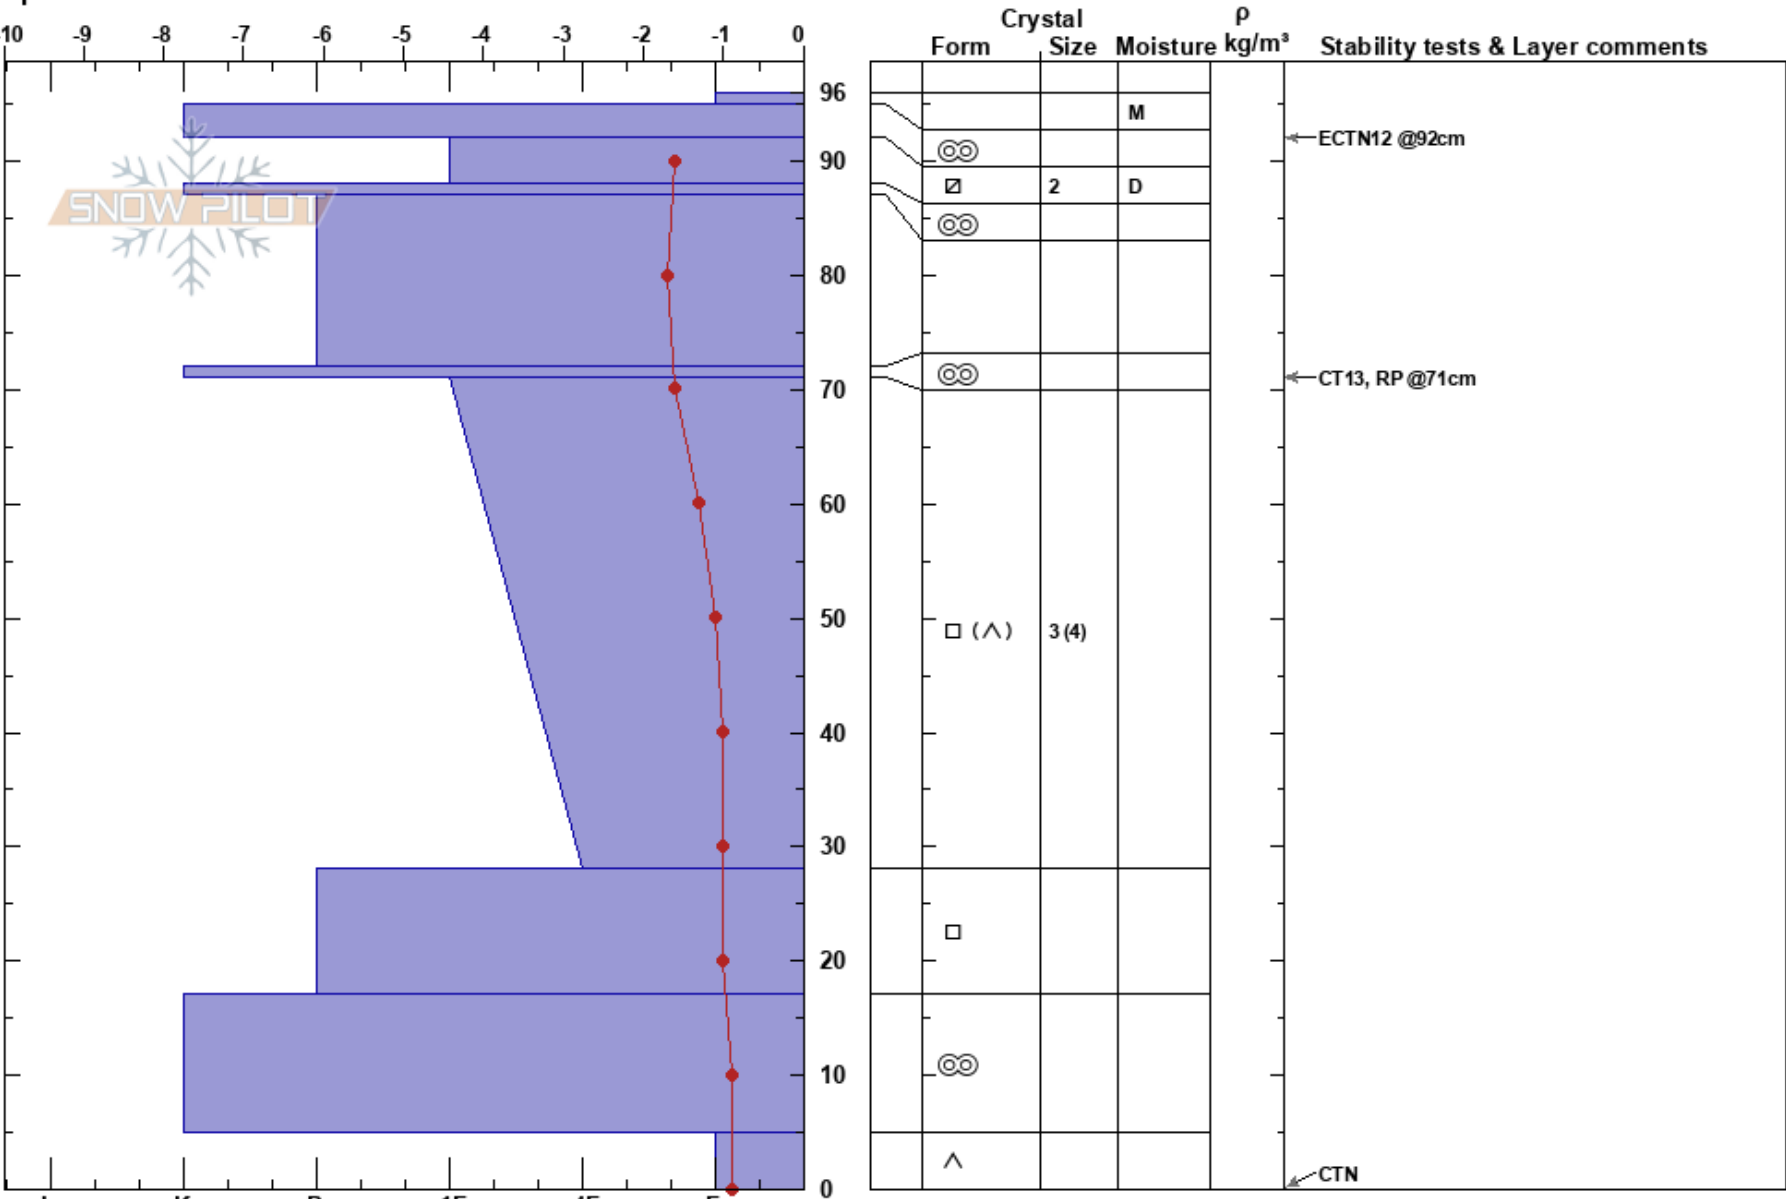 Crystal ρ
-10 -9 -8 -7 -6 -5 -4 -3 -2 -1 0 Form Size Moisture kg/m³ Stability tests & Layer comments
96
M
ECTN12 @92cm
90
2 D
SNOW PILOT
80
CT13, RP @71cm
70
60
50
3 (4)
40
30
20
10
CTN
0